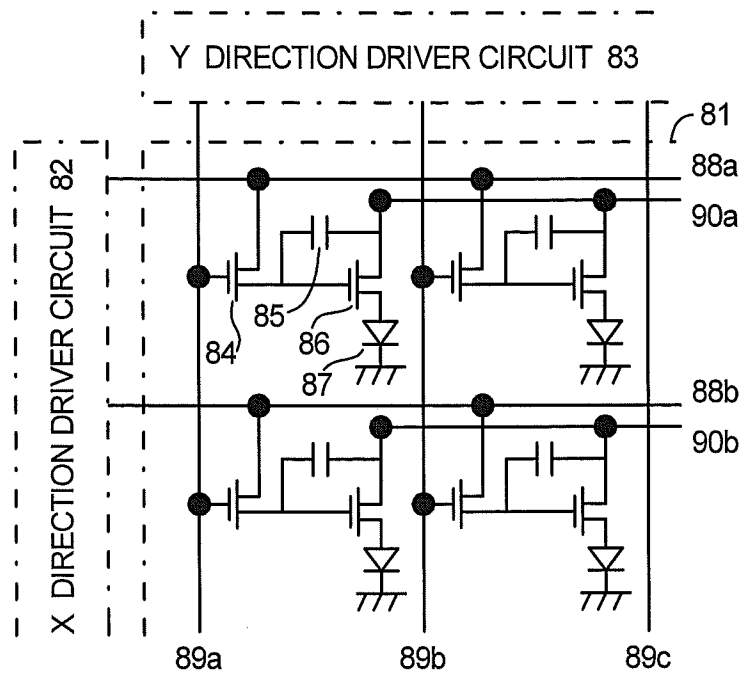 Y DIRECTION DRIVER CIRCUIT 83
81
X DIRECTION DRIVER CIRCUIT 82
88a
90a
84
85
86
87
88b
90b
89a
89b
89c